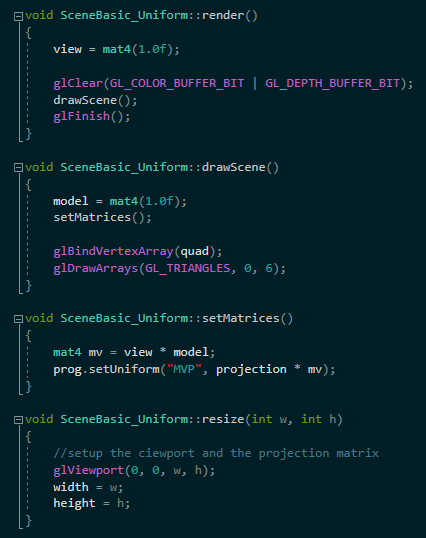 void SceneBasic_Uniform::render()
{
view = mat4(1.0f);
glClear(GL_COLOR_BUFFER_BIT | GL_DEPTH_BUFFER_BIT);
drawScene();
glFinish();
}
void SceneBasic_Uniform::drawScene()
{
model = mat4(1.0f);
setMatrices();
glBindVertexArray(quad);
glDrawArrays(GL_TRIANGLES, 0, 6);
}
void SceneBasic_Uniform::setMatrices()
{
mat4 mv = view * model;
prog.setUniform("MVP", projection * mv);
}
void SceneBasic_Uniform::resize(int w, int h)
{
//setup the ciewport and the projection matrix
glViewport(0, 0, w, h);
width = w;
height = h;
}